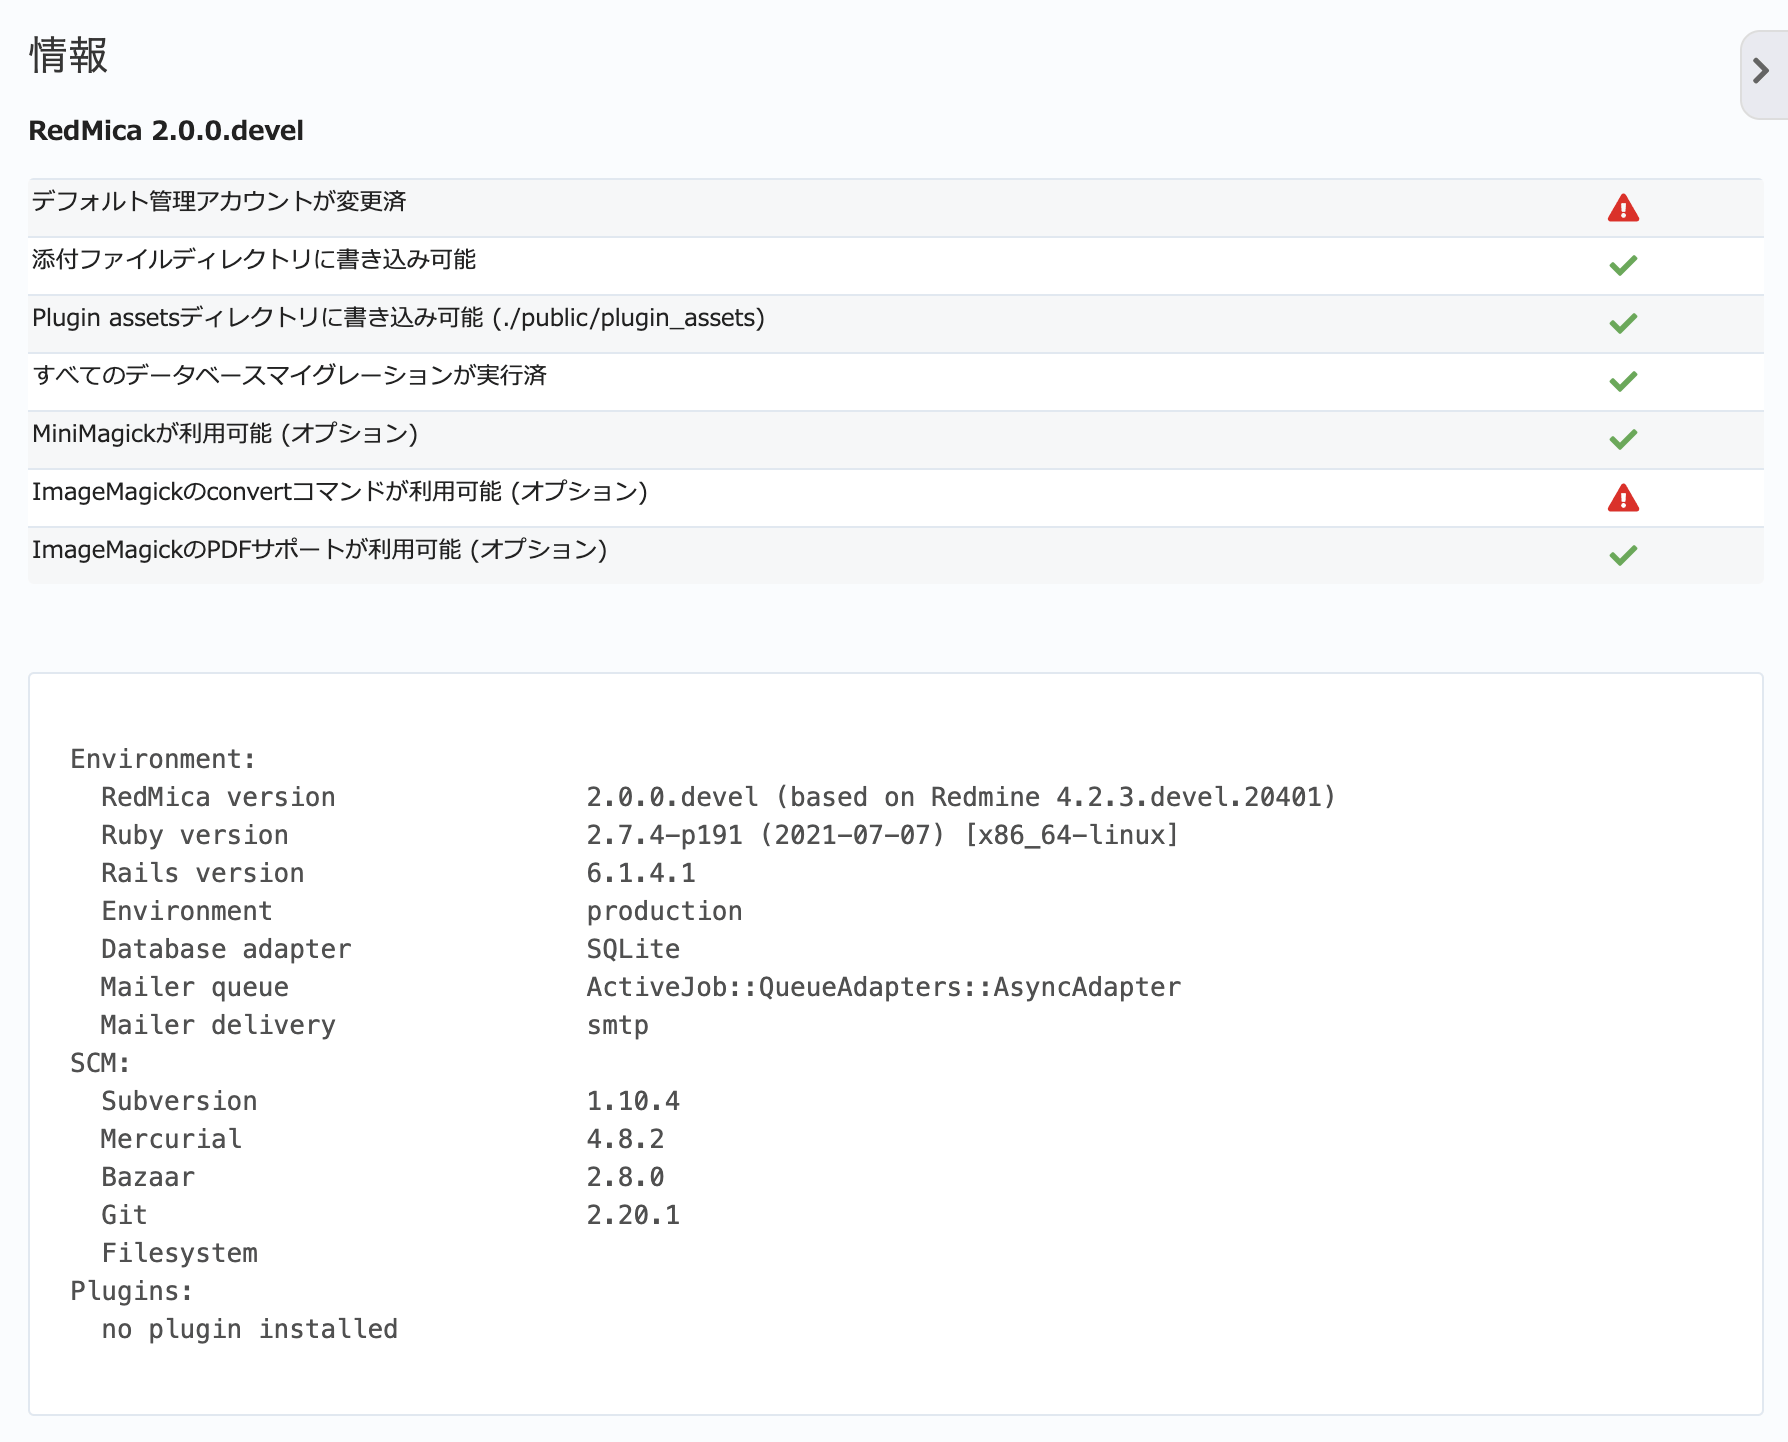 情報
RedMica 2.0.0.devel
デフォルト管理アカウントが変更済
添付ファイルディレクトリに書き込み可能
Plugin assetsディレクトリに書き込み可能 (./public/plugin_assets)
すべてのデータベースマイグレーションが実行済
MiniMagickが利用可能 (オプション)
ImageMagickのconvertコマンドが利用可能 (オプション)
ImageMagickのPDFサポートが利用可能 (オプション)
Environment:
RedMica version 2.0.0.devel (based on Redmine 4.2.3.devel.20401)
Ruby version 2.7.4-p191 (2021-07-07) [x86_64-linux]
Rails version 6.1.4.1
Environment production
Database adapter SQLite
Mailer queue ActiveJob::QueueAdapters::AsyncAdapter
Mailer delivery smtp
SCM:
Subversion 1.10.4
Mercurial 4.8.2
Bazaar 2.8.0
Git 2.20.1
Filesystem
Plugins:
no plugin installed